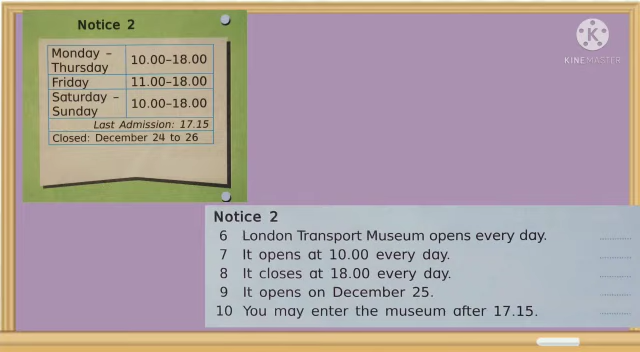 Notice 2
Monday –
Thursday
10.00–18.00
Friday
11.00–18.00
Saturday –
Sunday
10.00–18.00
Last Admission: 17.15
Closed: December 24 to 26
K
KINEMASTER
Notice 2
6 London Transport Museum opens every day. ............
7 It opens at 10.00 every day. ............
8 It closes at 18.00 every day. ............
9 It opens on December 25. ............
10 You may enter the museum after 17.15. ............